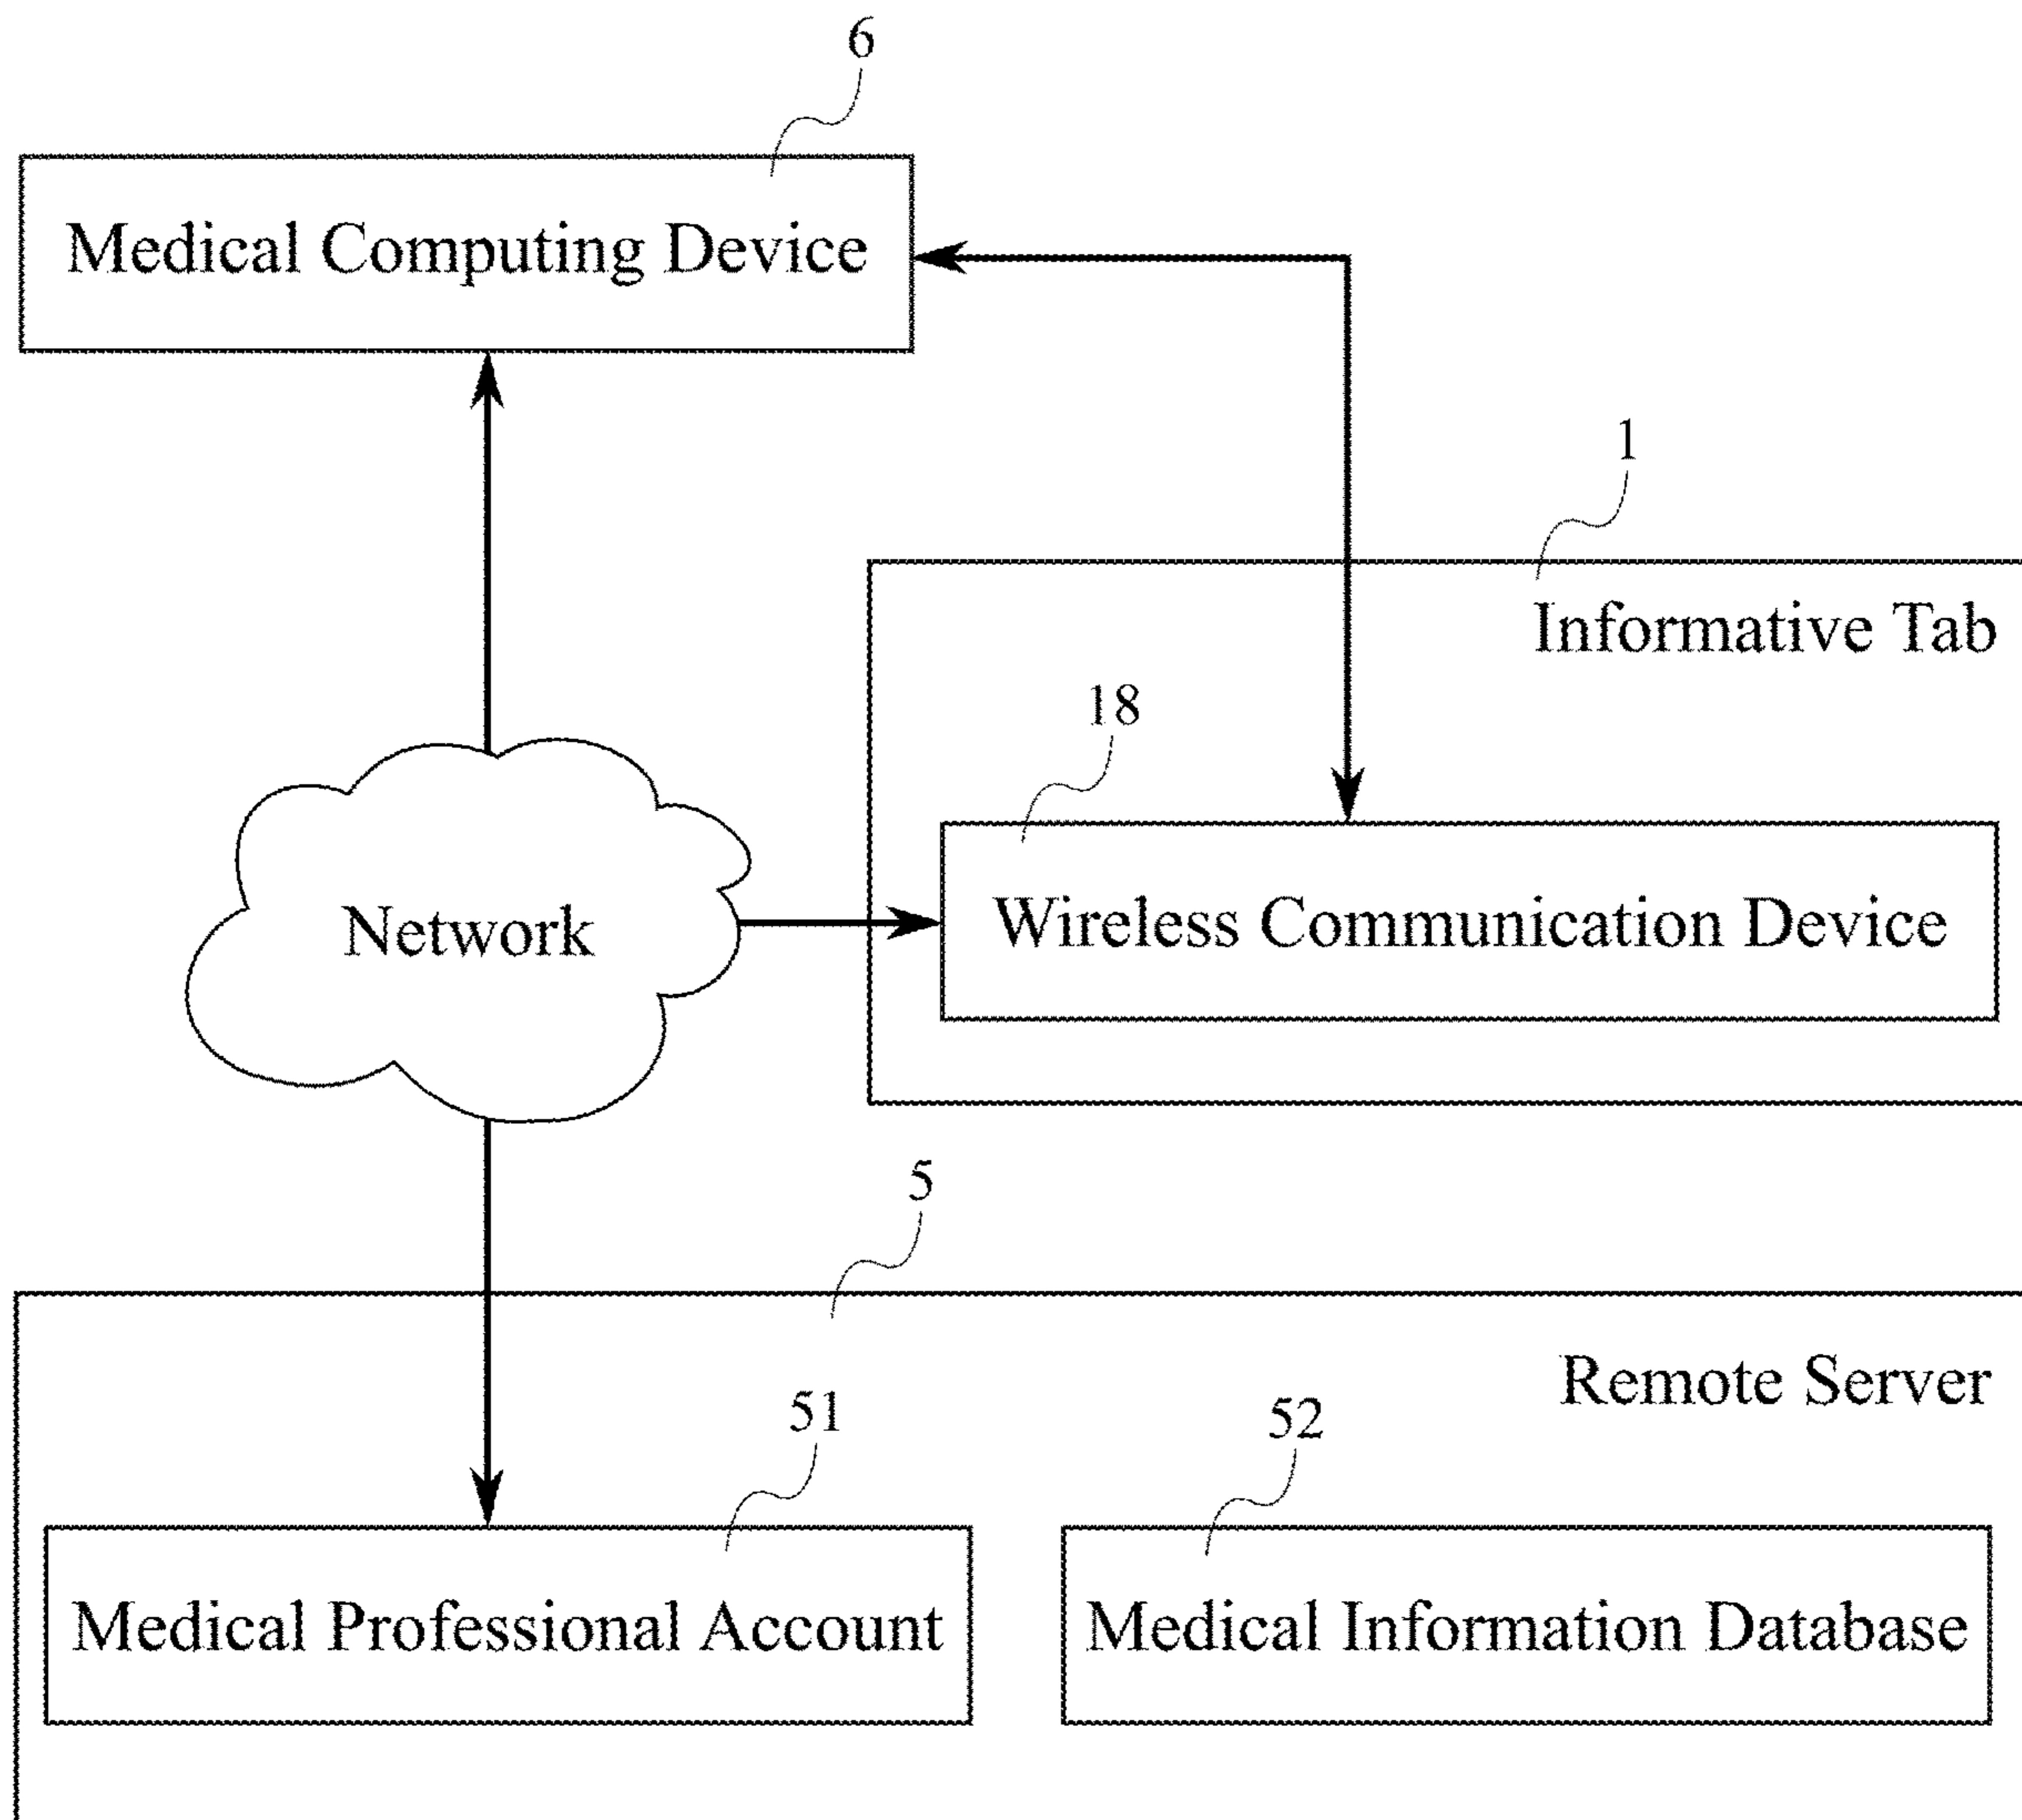 6
Medical Computing Device
1
Informative Tab
18
Wireless Communication Device
Network
5
Remote Server
51
52
Medical Professional Account
Medical Information Database